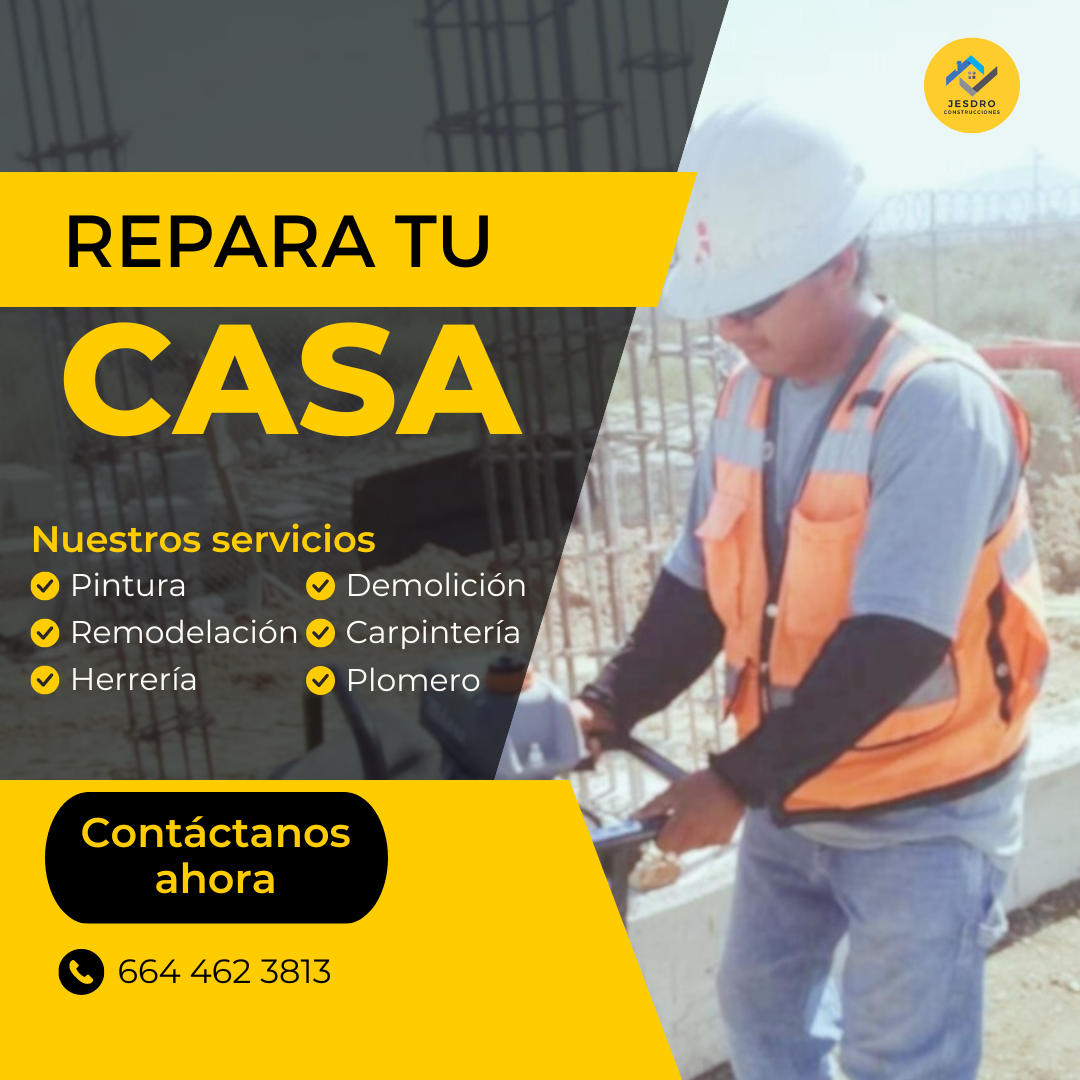 JESDRO
CONSTRUCCIONES
REPARA TU
CASA
Nuestros servicios
Pintura
Remodelación
Herrería
Demolición
Carpintería
Plomero
Contáctanos
ahora
664 462 3813